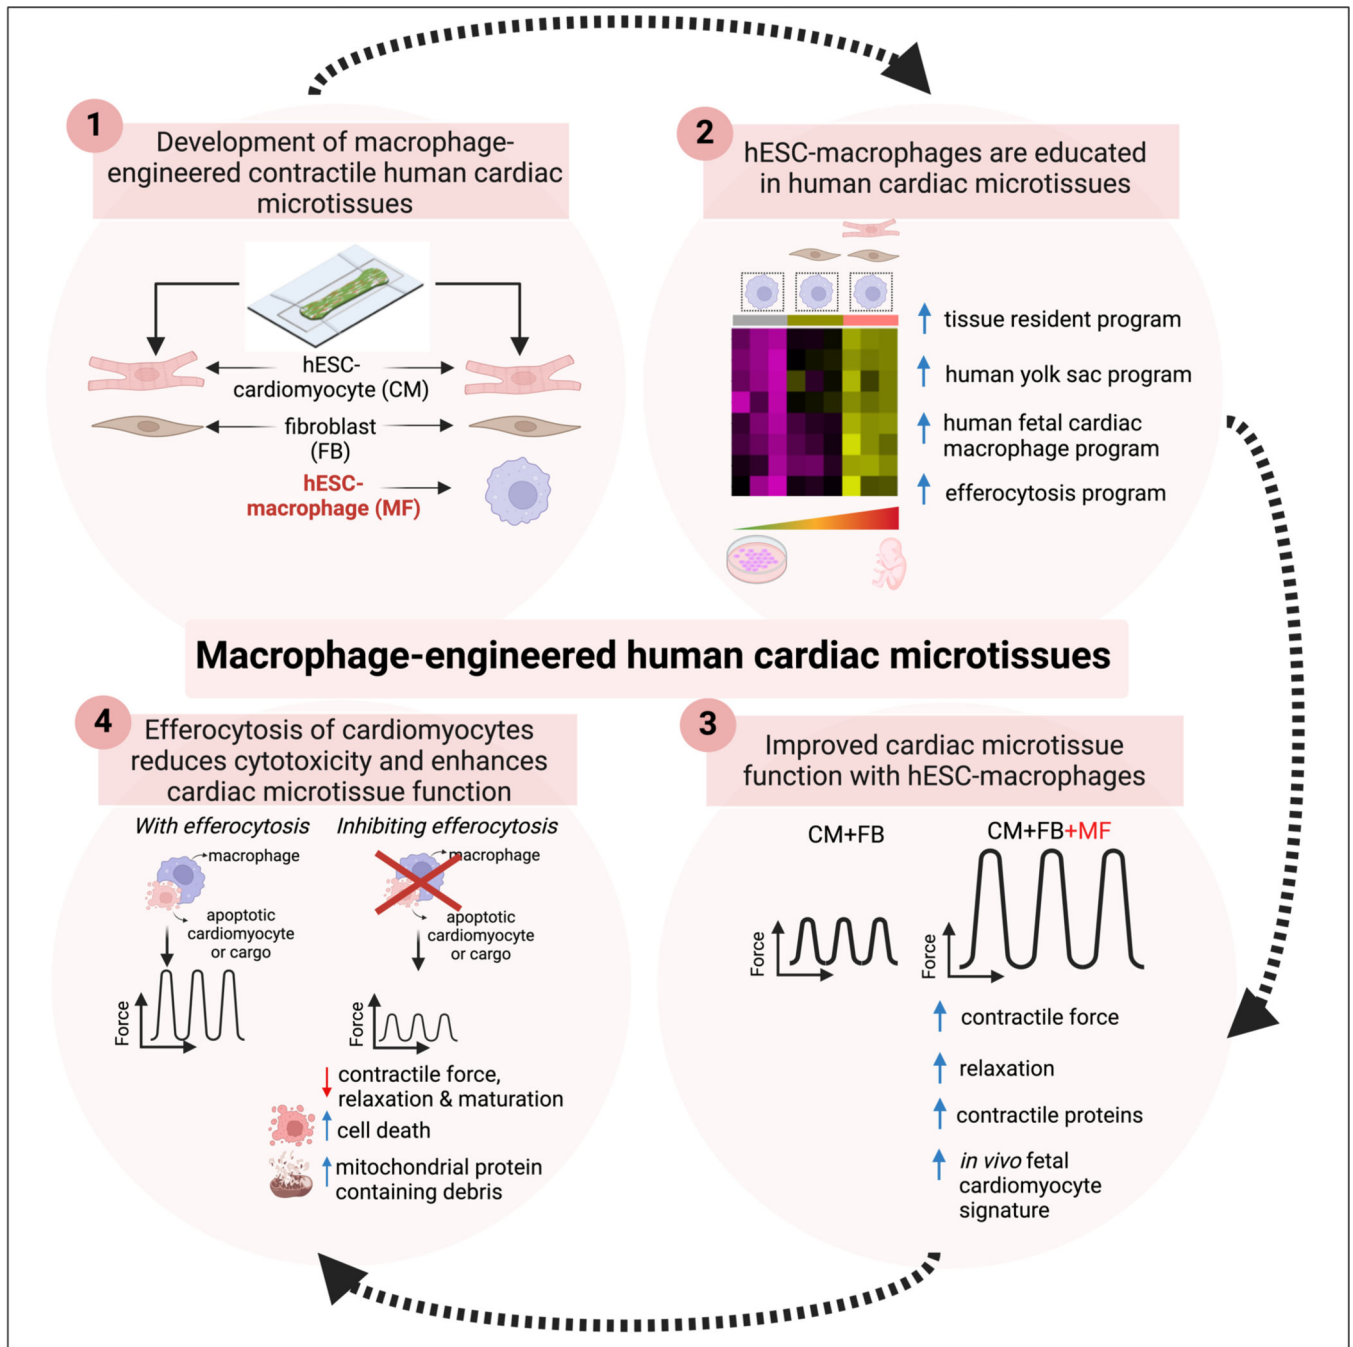 1
Development of macrophage-
engineered contractile human cardiac
microtissues
hESC-
cardiomyocyte (CM)
fibroblast
(FB)
hESC-
macrophage (MF)
2
hESC-macrophages are educated
in human cardiac microtissues
tissue resident program
human yolk sac program
human fetal cardiac
macrophage program
efferocytosis program
Macrophage-engineered human cardiac microtissues
3
Improved cardiac microtissue
function with hESC-macrophages
CM+FB
CM+FB+MF
Force
Force
contractile force
relaxation
contractile proteins
in vivo fetal
cardiomyocyte
signature
4
Efferocytosis of cardiomyocytes
reduces cytotoxicity and enhances
cardiac microtissue function
With efferocytosis
macrophage
apoptotic
cardiomyocyte
or cargo
Force
Inhibiting efferocytosis
macrophage
apoptotic
cardiomyocyte
or cargo
Force
contractile force,
relaxation & maturation
cell death
mitochondrial protein
containing debris